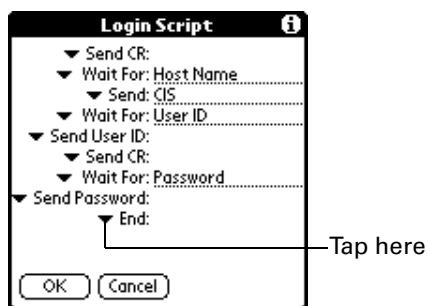 Login Script
Send CR:
Wait For: Host Name
Send: CIS
Wait For: User ID
Send User ID:
Send CR:
Wait For: Password
Send Password:
End:
Tap here
OK Cancel